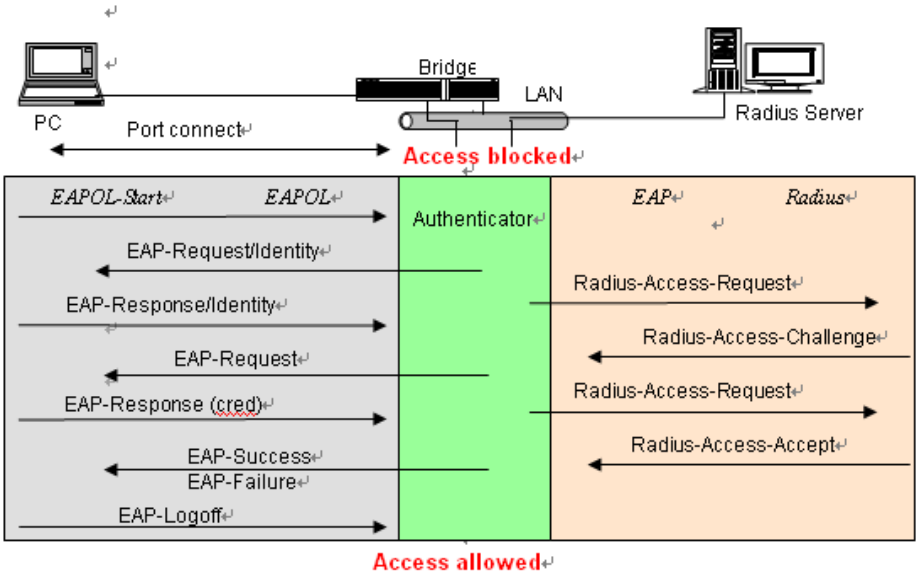 Bridge
LAN
PC
Radius Server
Port connect
Access blocked
EAPOL-Start EAPOL
EAP Radius
Authenticator
EAP-Request/Identity
Radius-Access-Request
EAP-Response/Identity
Radius-Access-Challenge
EAP-Request
Radius-Access-Request
EAP-Response (cred)
Radius-Access-Accept
EAP-Success
EAP-Failure
EAP-Logoff
Access allowed